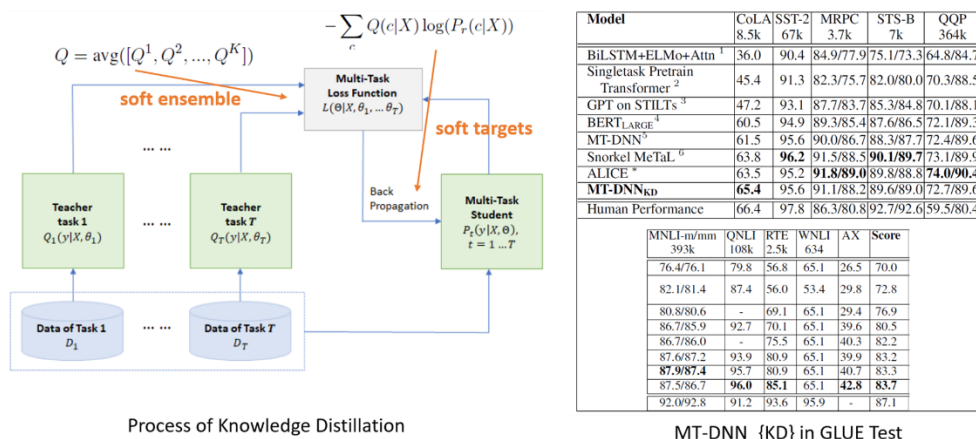 Q = avg([Q^1, Q^2, ..., Q^K])
− ∑_c Q(c|X) log(P_r(c|X))
soft ensemble
Multi-Task
Loss Function
L(Θ|X, θ_1, ... θ_T)
soft targets
... ...
Teacher
task 1
Q_1(y|X, θ_1)
... ...
Teacher
task T
Q_T(y|X, θ_T)
Back
Propagation
Multi-Task
Student
P_t(y|X, Θ),
t = 1 ... T
Data of Task 1
D_1
... ...
Data of Task T
D_T
Process of Knowledge Distillation
Model CoLA SST-2 MRPC STS-B QQP
8.5k 67k 3.7k 7k 364k
BiLSTM+ELMo+Attn 1 36.0 90.4 84.9/77.9 75.1/73.3 64.8/84.7
Singletask Pretrain
Transformer 2 45.4 91.3 82.3/75.7 82.0/80.0 70.3/88.5
GPT on STILTs 3 47.2 93.1 87.7/83.7 85.3/84.8 70.1/88.1
BERT_LARGE 4 60.5 94.9 89.3/85.4 87.6/86.5 72.1/89.3
MT-DNN 5 61.5 95.6 90.0/86.7 88.3/87.7 72.4/89.6
Snorkel MeTaL 6 63.8 96.2 91.5/88.5 90.1/89.7 73.1/89.9
ALICE * 63.5 95.2 91.8/89.0 89.8/88.8 74.0/90.4
MT-DNN_KD 65.4 95.6 91.1/88.2 89.6/89.0 72.7/89.6
Human Performance 66.4 97.8 86.3/80.8 92.7/92.6 59.5/80.4
MNLI-m/mm QNLI RTE WNLI AX Score
393k 108k 2.5k 634
76.4/76.1 79.8 56.8 65.1 26.5 70.0
82.1/81.4 87.4 56.0 53.4 29.8 72.8
80.8/80.6 - 69.1 65.1 29.4 76.9
86.7/85.9 92.7 70.1 65.1 39.6 80.5
86.7/86.0 - 75.5 65.1 40.3 82.2
87.6/87.2 93.9 80.9 65.1 39.9 83.2
87.9/87.4 95.7 80.9 65.1 40.7 83.3
87.5/86.7 96.0 85.1 65.1 42.8 83.7
92.0/92.8 91.2 93.6 95.9 - 87.1
MT-DNN_{KD} in GLUE Test